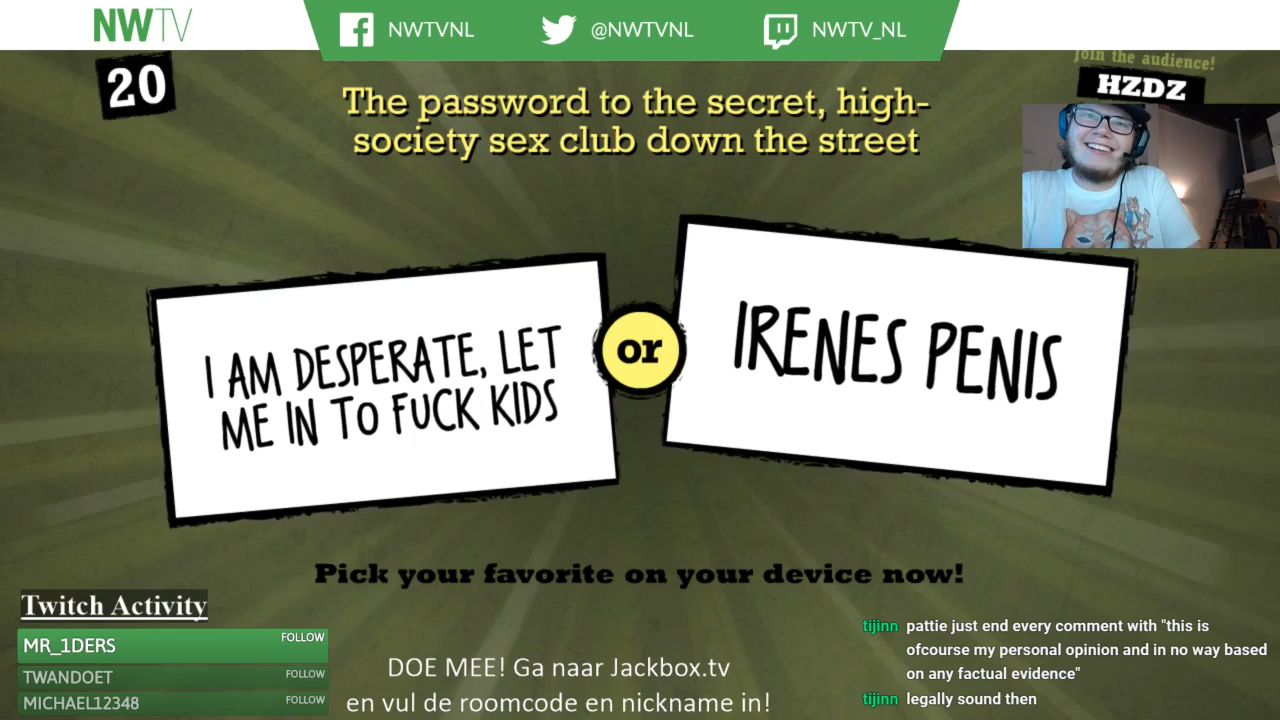 NWTV
NWTVNL
@NWTVNL
NWTV_NL
20
Join the audience!
HZDZ
The password to the secret, high-
society sex club down the street
I AM DESPERATE, LET
ME IN TO FUCK KIDS
or
IRENES PENIS
Pick your favorite on your device now!
Twitch Activity
MR_1DERS FOLLOW
TWANDOET FOLLOW
MICHAEL12348 FOLLOW
DOE MEE! Ga naar Jackbox.tv
en vul de roomcode en nickname in!
tijinn pattie just end every comment with "this is
ofcourse my personal opinion and in no way based
on any factual evidence"
tijinn legally sound then